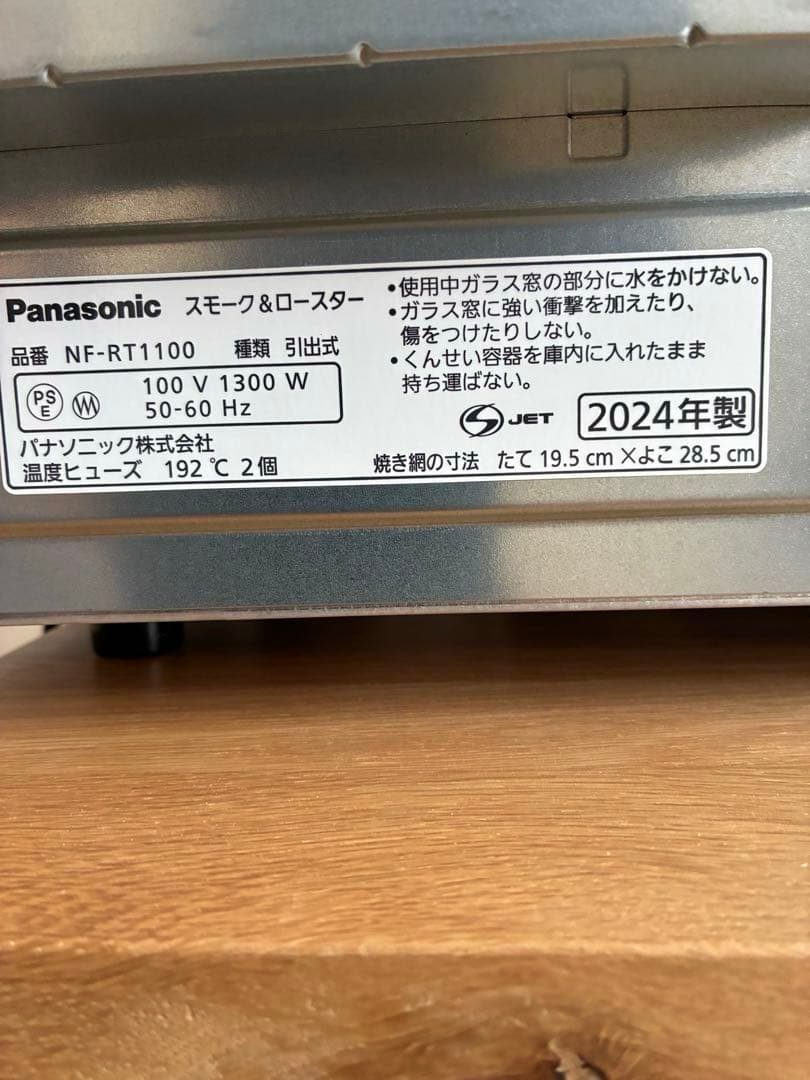 Panasonic スモーク&ロースター
品番 NF-RT1100 種類 引出式
PS
E
100 V 1300 W
50-60 Hz
パナソニック株式会社
温度ヒューズ 192℃ 2個
•使用中ガラス窓の部分に水をかけない。
•ガラス窓に強い衝撃を加えたり、
傷をつけたりしない。
•くんせい容器を庫内に入れたまま
持ち運ばない。
JET 2024年製
焼き網の寸法 たて 19.5 cm ×よこ 28.5 cm